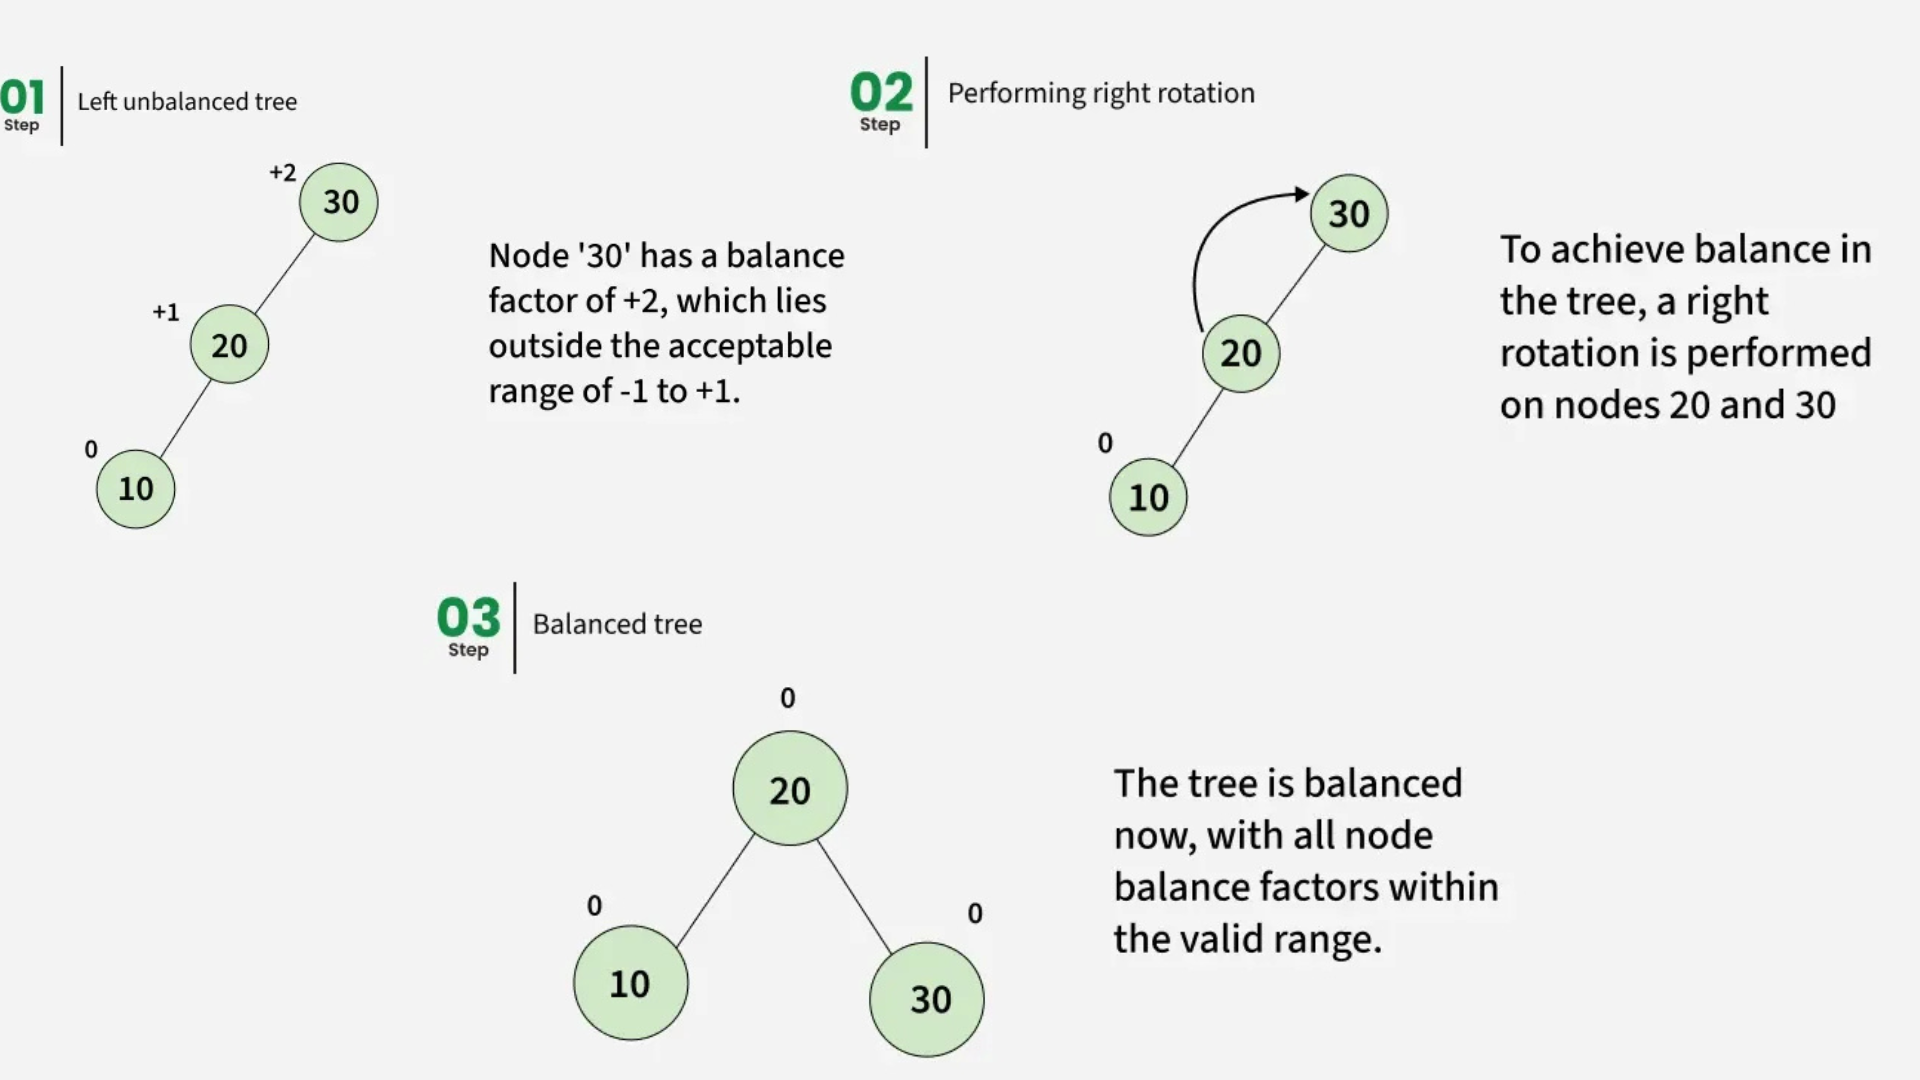 01
Step
Left unbalanced tree
+2
30
+1
20
0
10
Node '30' has a balance
factor of +2, which lies
outside the acceptable
range of -1 to +1.
02
Step
Performing right rotation
30
20
0
10
To achieve balance in
the tree, a right
rotation is performed
on nodes 20 and 30
03
Step
Balanced tree
0
20
0
10
0
30
The tree is balanced
now, with all node
balance factors within
the valid range.